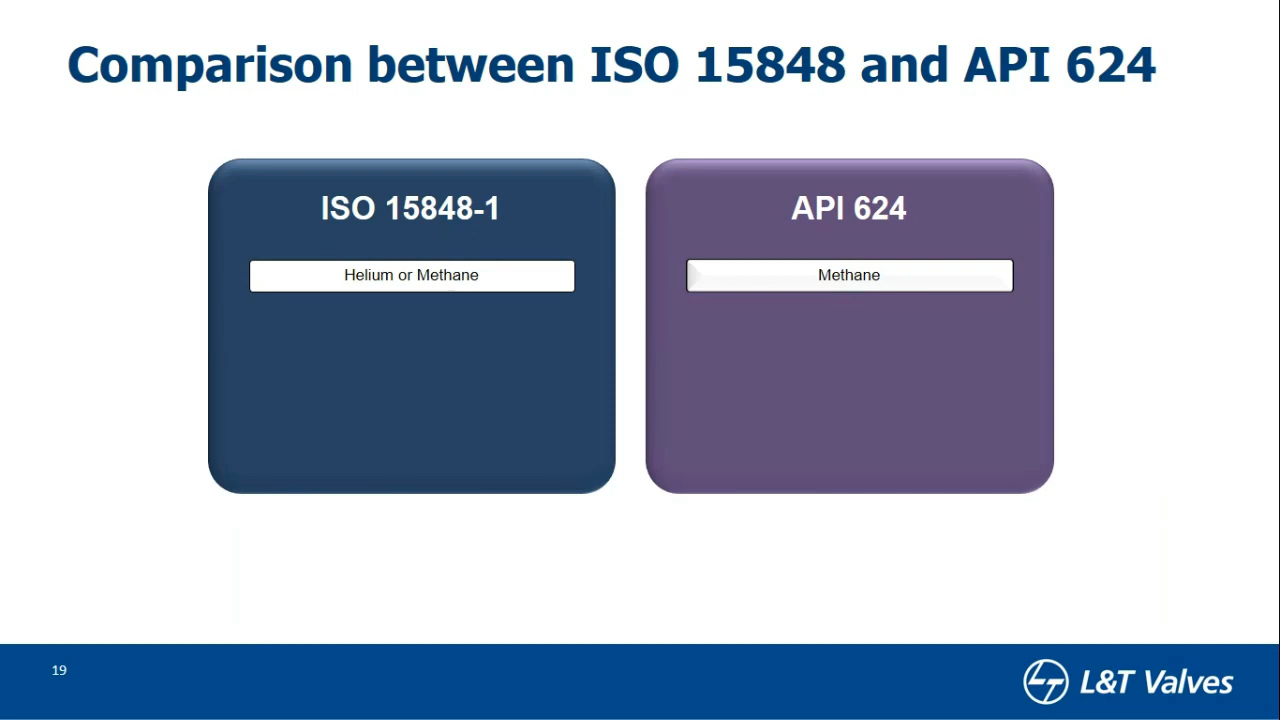 Comparison between ISO 15848 and API 624
ISO 15848-1
Helium or Methane
API 624
Methane
19
L&T Valves